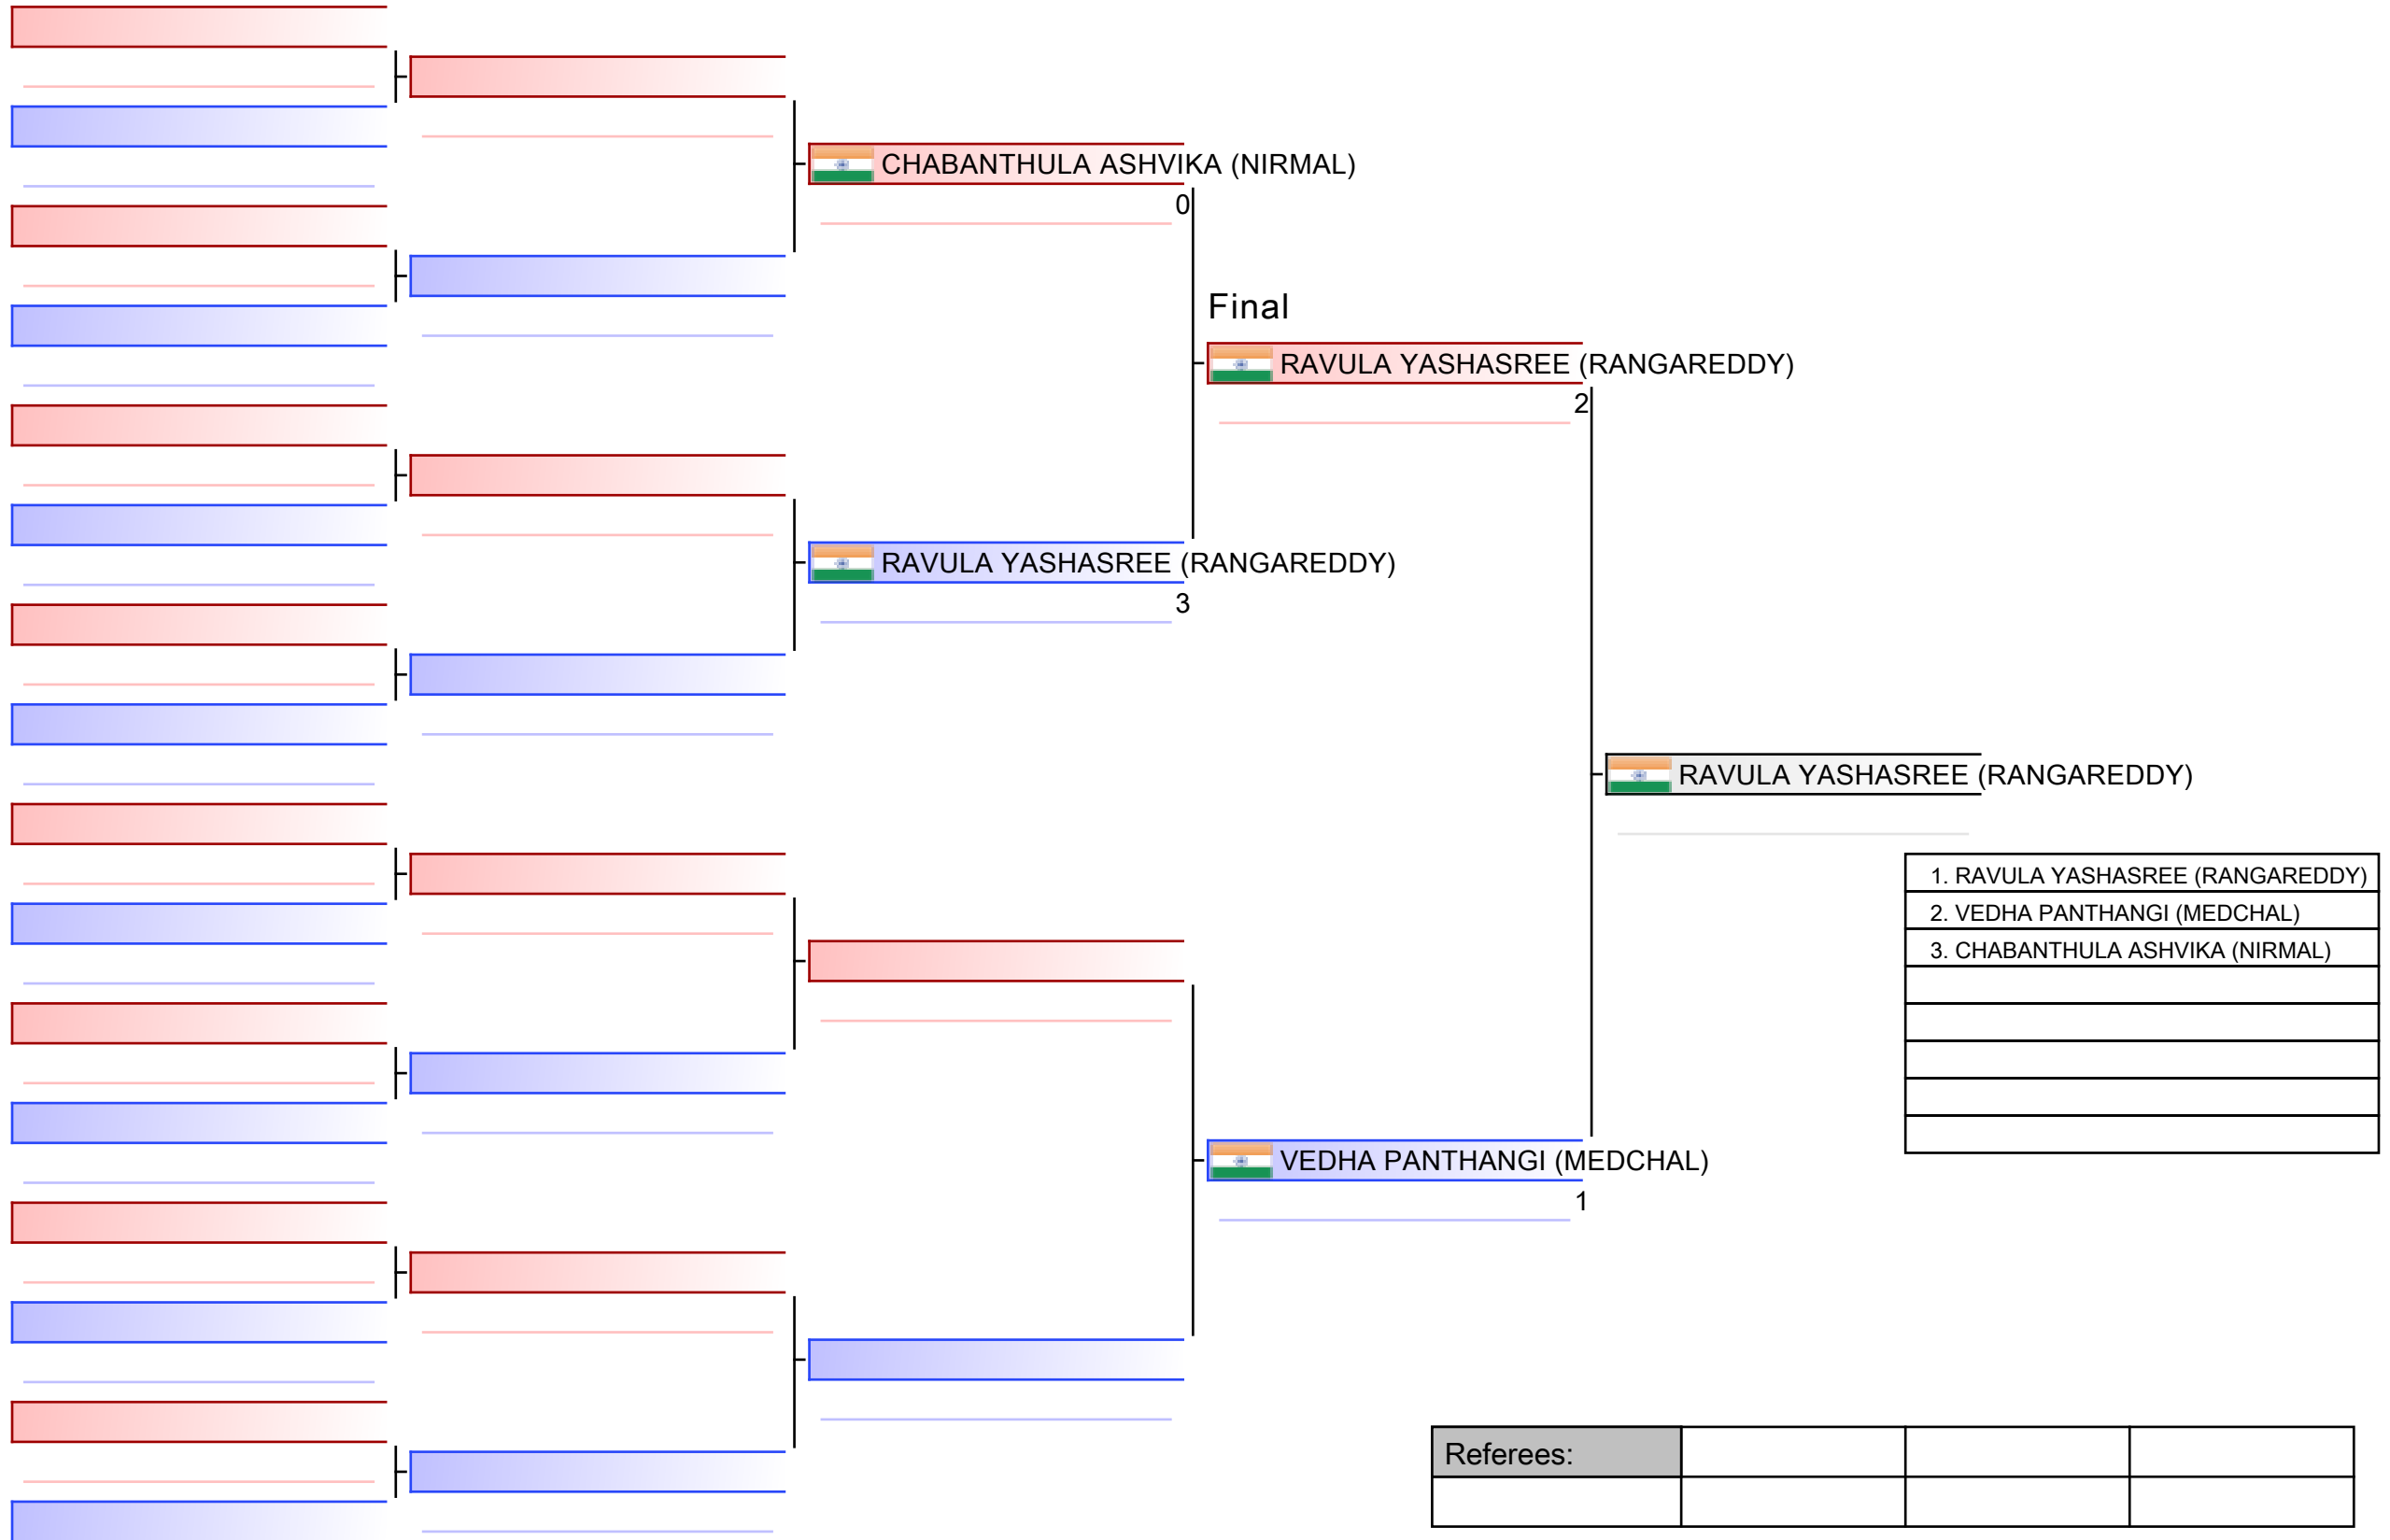 CHABANTHULA ASHVIKA (NIRMAL)
0
Final
RAVULA YASHASREE (RANGAREDDY)
2
RAVULA YASHASREE (RANGAREDDY)
3
RAVULA YASHASREE (RANGAREDDY)
1. RAVULA YASHASREE (RANGAREDDY)
2. VEDHA PANTHANGI (MEDCHAL)
3. CHABANTHULA ASHVIKA (NIRMAL)
VEDHA PANTHANGI (MEDCHAL)
1
Referees: